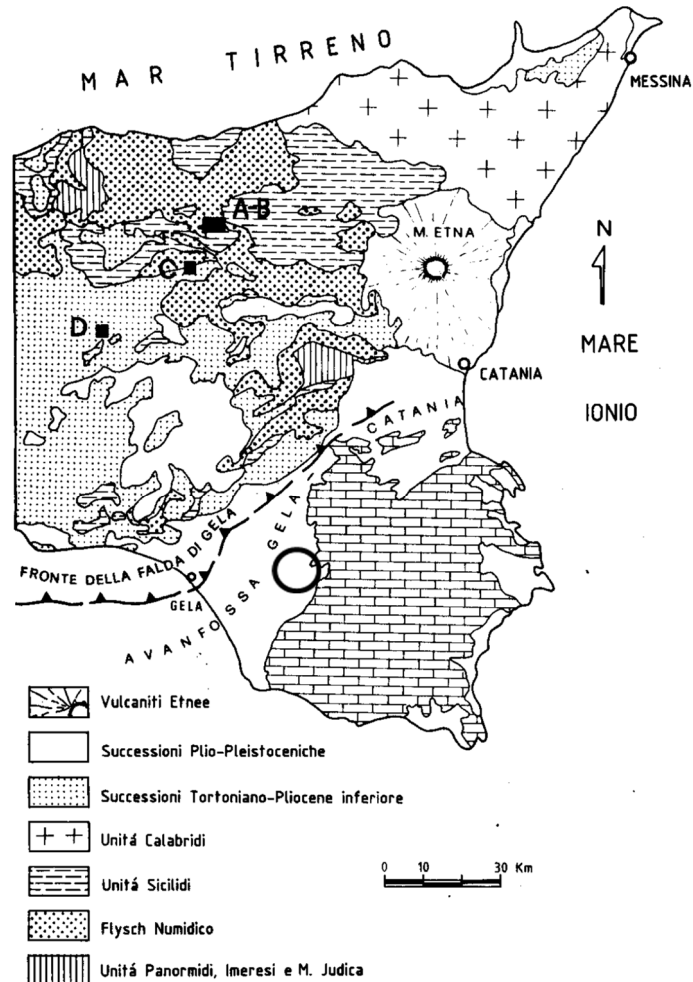 MAR TIRRENO
MESSINA
A-B
M. ETNA
N
C
D
MARE
IONIO
CATANIA
AVANFOSSA GELA - CATANIA
FRONTE DELLA FALDA DI GELA
GELA
Vulcaniti Etnee
Successioni Plio-Pleistoceniche
Successioni Tortoniano-Pliocene inferiore
Unitá Calabridi
Unitá Sicilidi
Flysch Numidico
Unitá Panormidi, Imeresi e M. Judica
0 10 30 Km